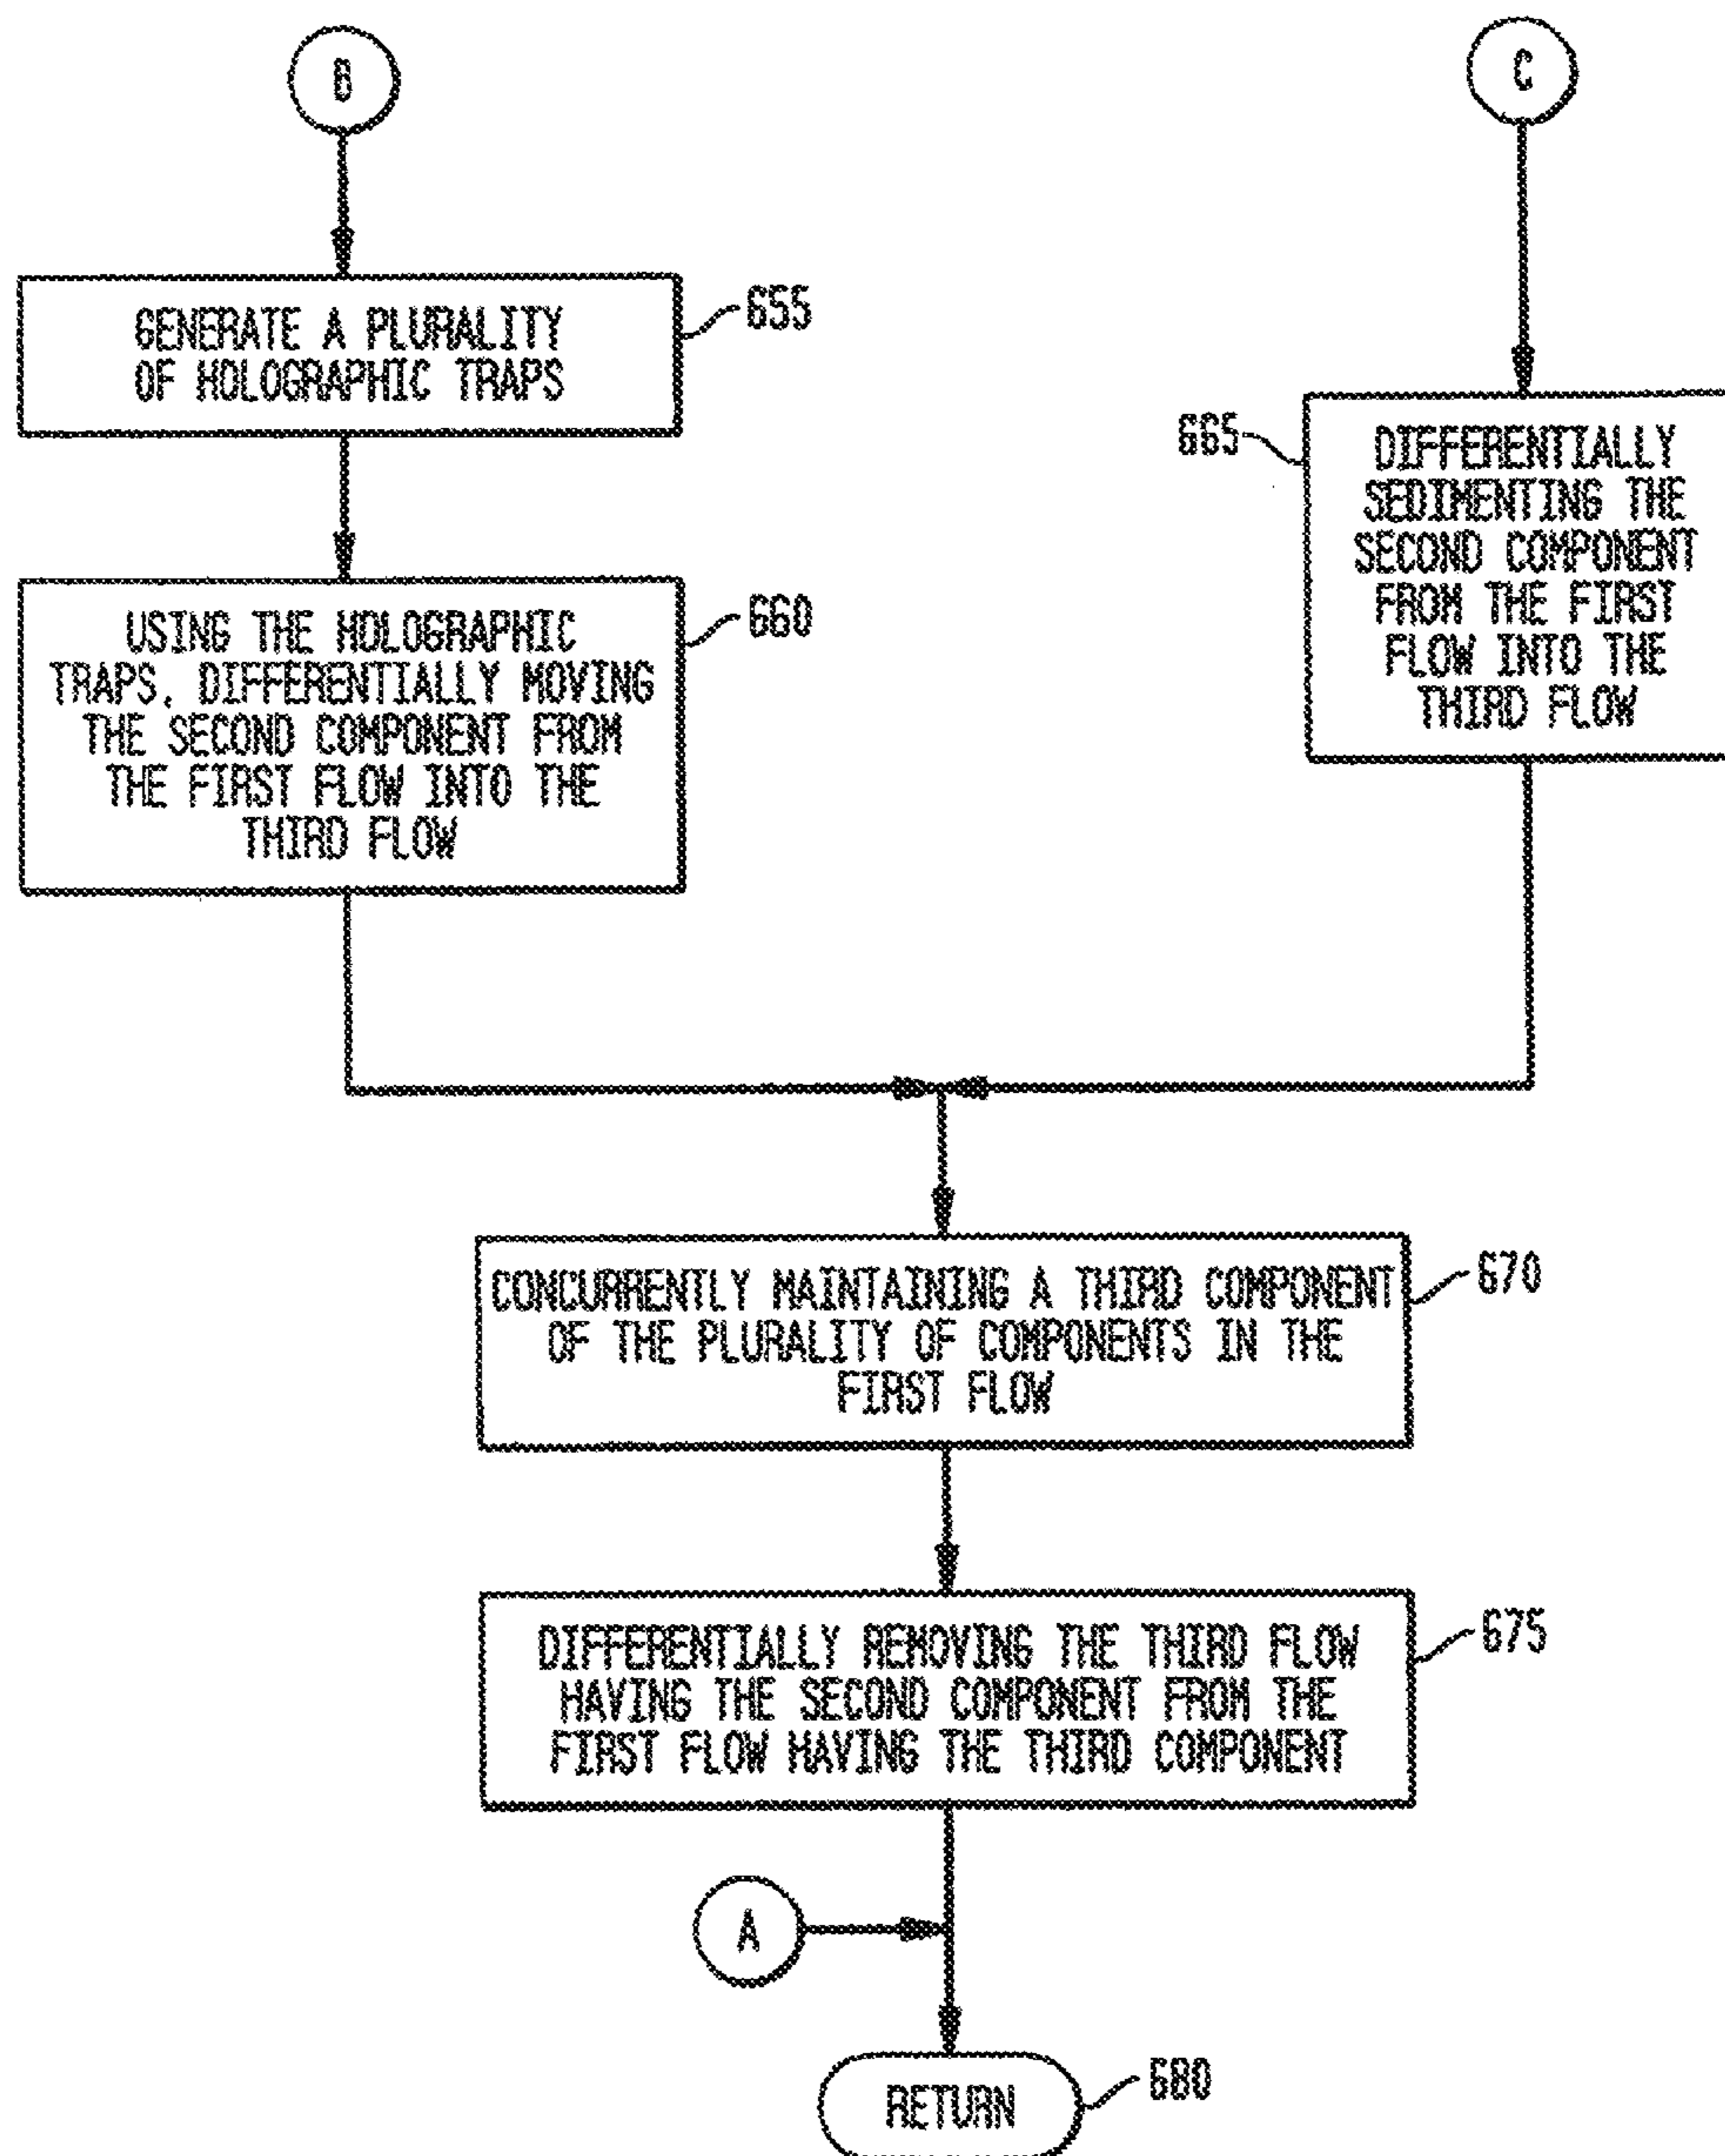 B
C
GENERATE A PLURALITY
OF HOLOGRAPHIC TRAPS
655
USING THE HOLOGRAPHIC
TRAPS, DIFFERENTIALLY MOVING
THE SECOND COMPONENT FROM
THE FIRST FLOW INTO THE
THIRD FLOW
660
665
DIFFERENTIALLY
SEDIMENTING THE
SECOND COMPONENT
FROM THE FIRST
FLOW INTO THE
THIRD FLOW
CONCURRENTLY MAINTAINING A THIRD COMPONENT
OF THE PLURALITY OF COMPONENTS IN THE
FIRST FLOW
670
DIFFERENTIALLY REMOVING THE THIRD FLOW
HAVING THE SECOND COMPONENT FROM THE
FIRST FLOW HAVING THE THIRD COMPONENT
675
A
RETURN
680